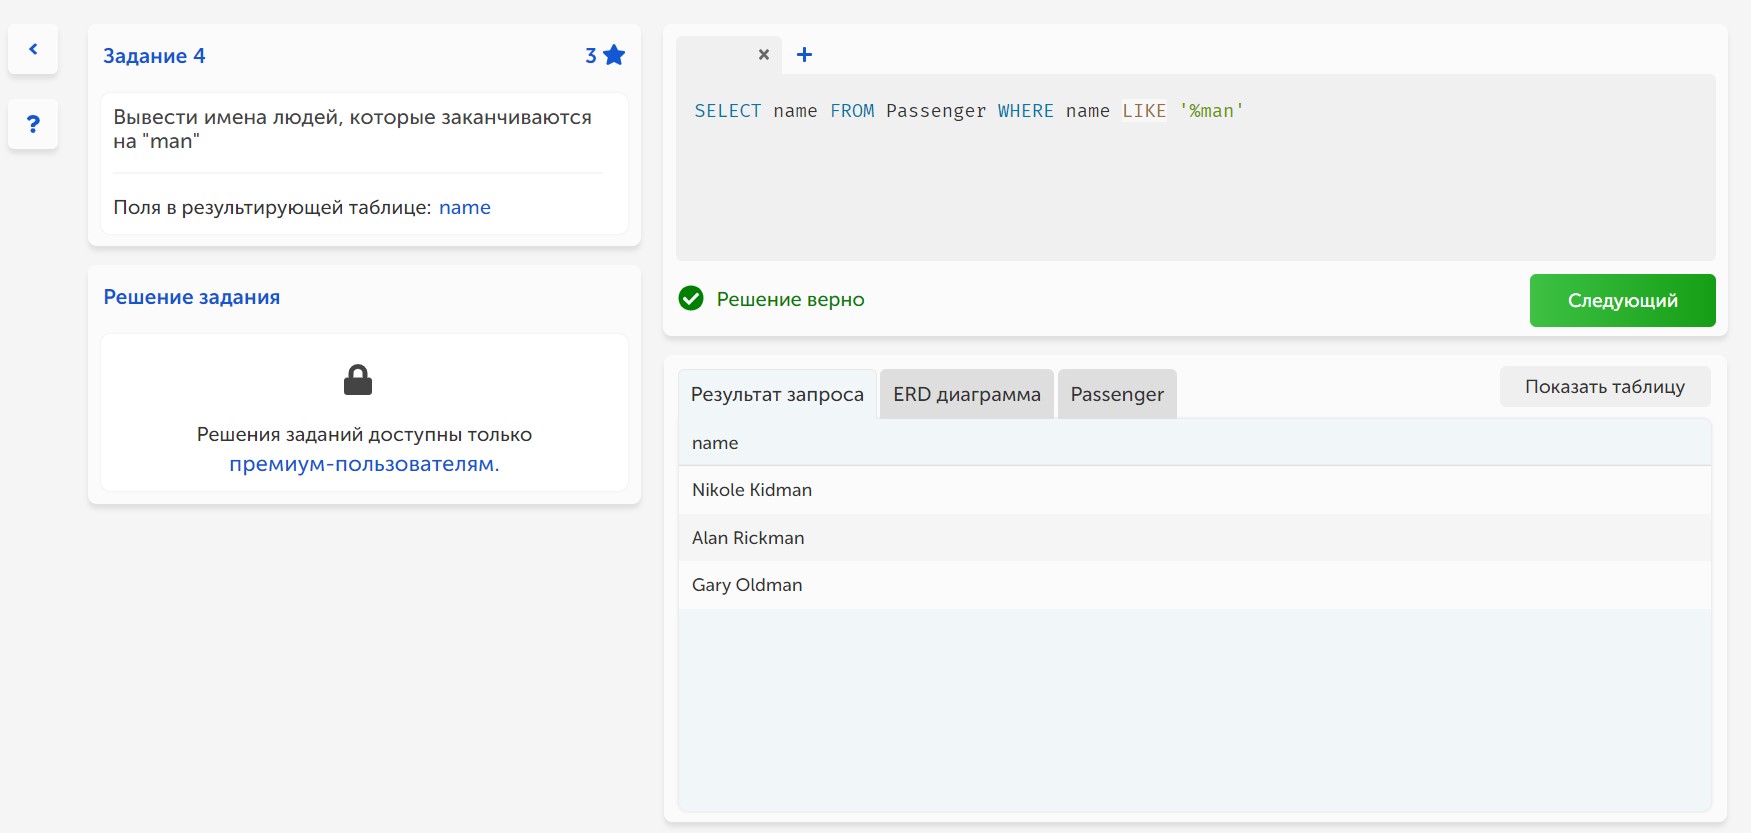 Задание 4
3
Вывести имена людей, которые заканчиваются
на "man"
Поля в результирующей таблице: name
Решение задания
Решения заданий доступны только
премиум-пользователям.
SELECT name FROM Passenger WHERE name LIKE '%man'
Решение верно
Следующий
Результат запроса
ERD диаграмма
Passenger
Показать таблицу
name
Nikole Kidman
Alan Rickman
Gary Oldman